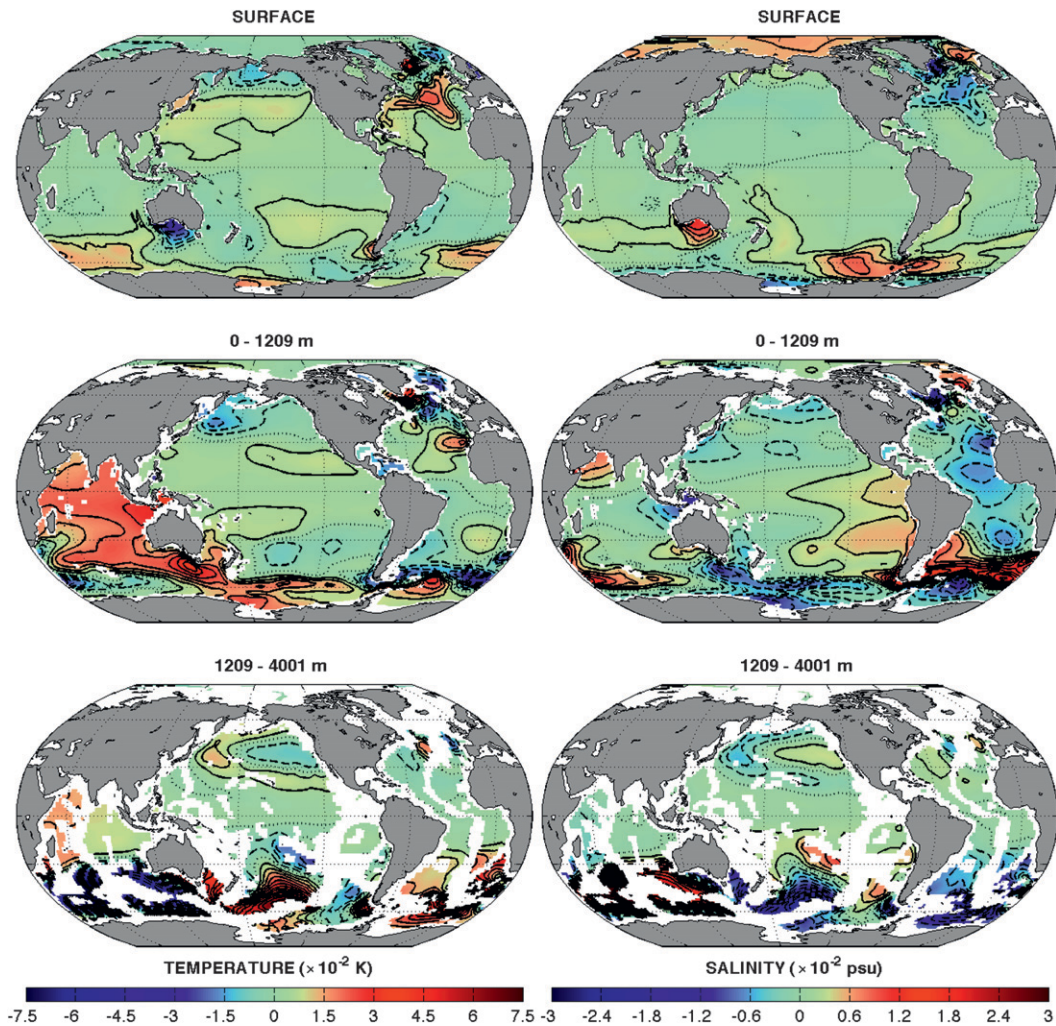 SURFACE SURFACE
0 - 1209 m 0 - 1209 m
1209 - 4001 m 1209 - 4001 m
TEMPERATURE (× 10⁻² K) SALINITY (× 10⁻² psu)
-7.5 -6 -4.5 -3 -1.5 0 1.5 3 4.5 6 7.5 -3 -2.4 -1.8 -1.2 -0.6 0 0.6 1.2 1.8 2.4 3